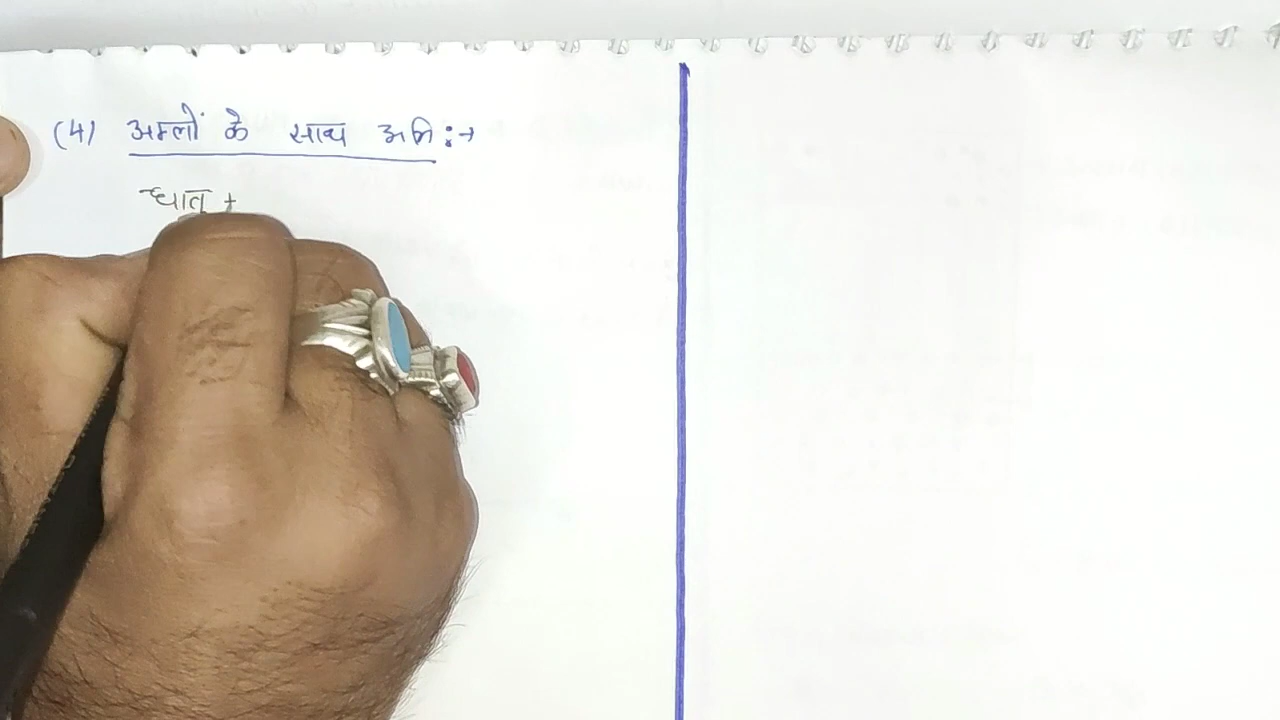 (4) अम्लों के साथ अभि :→
धातु +